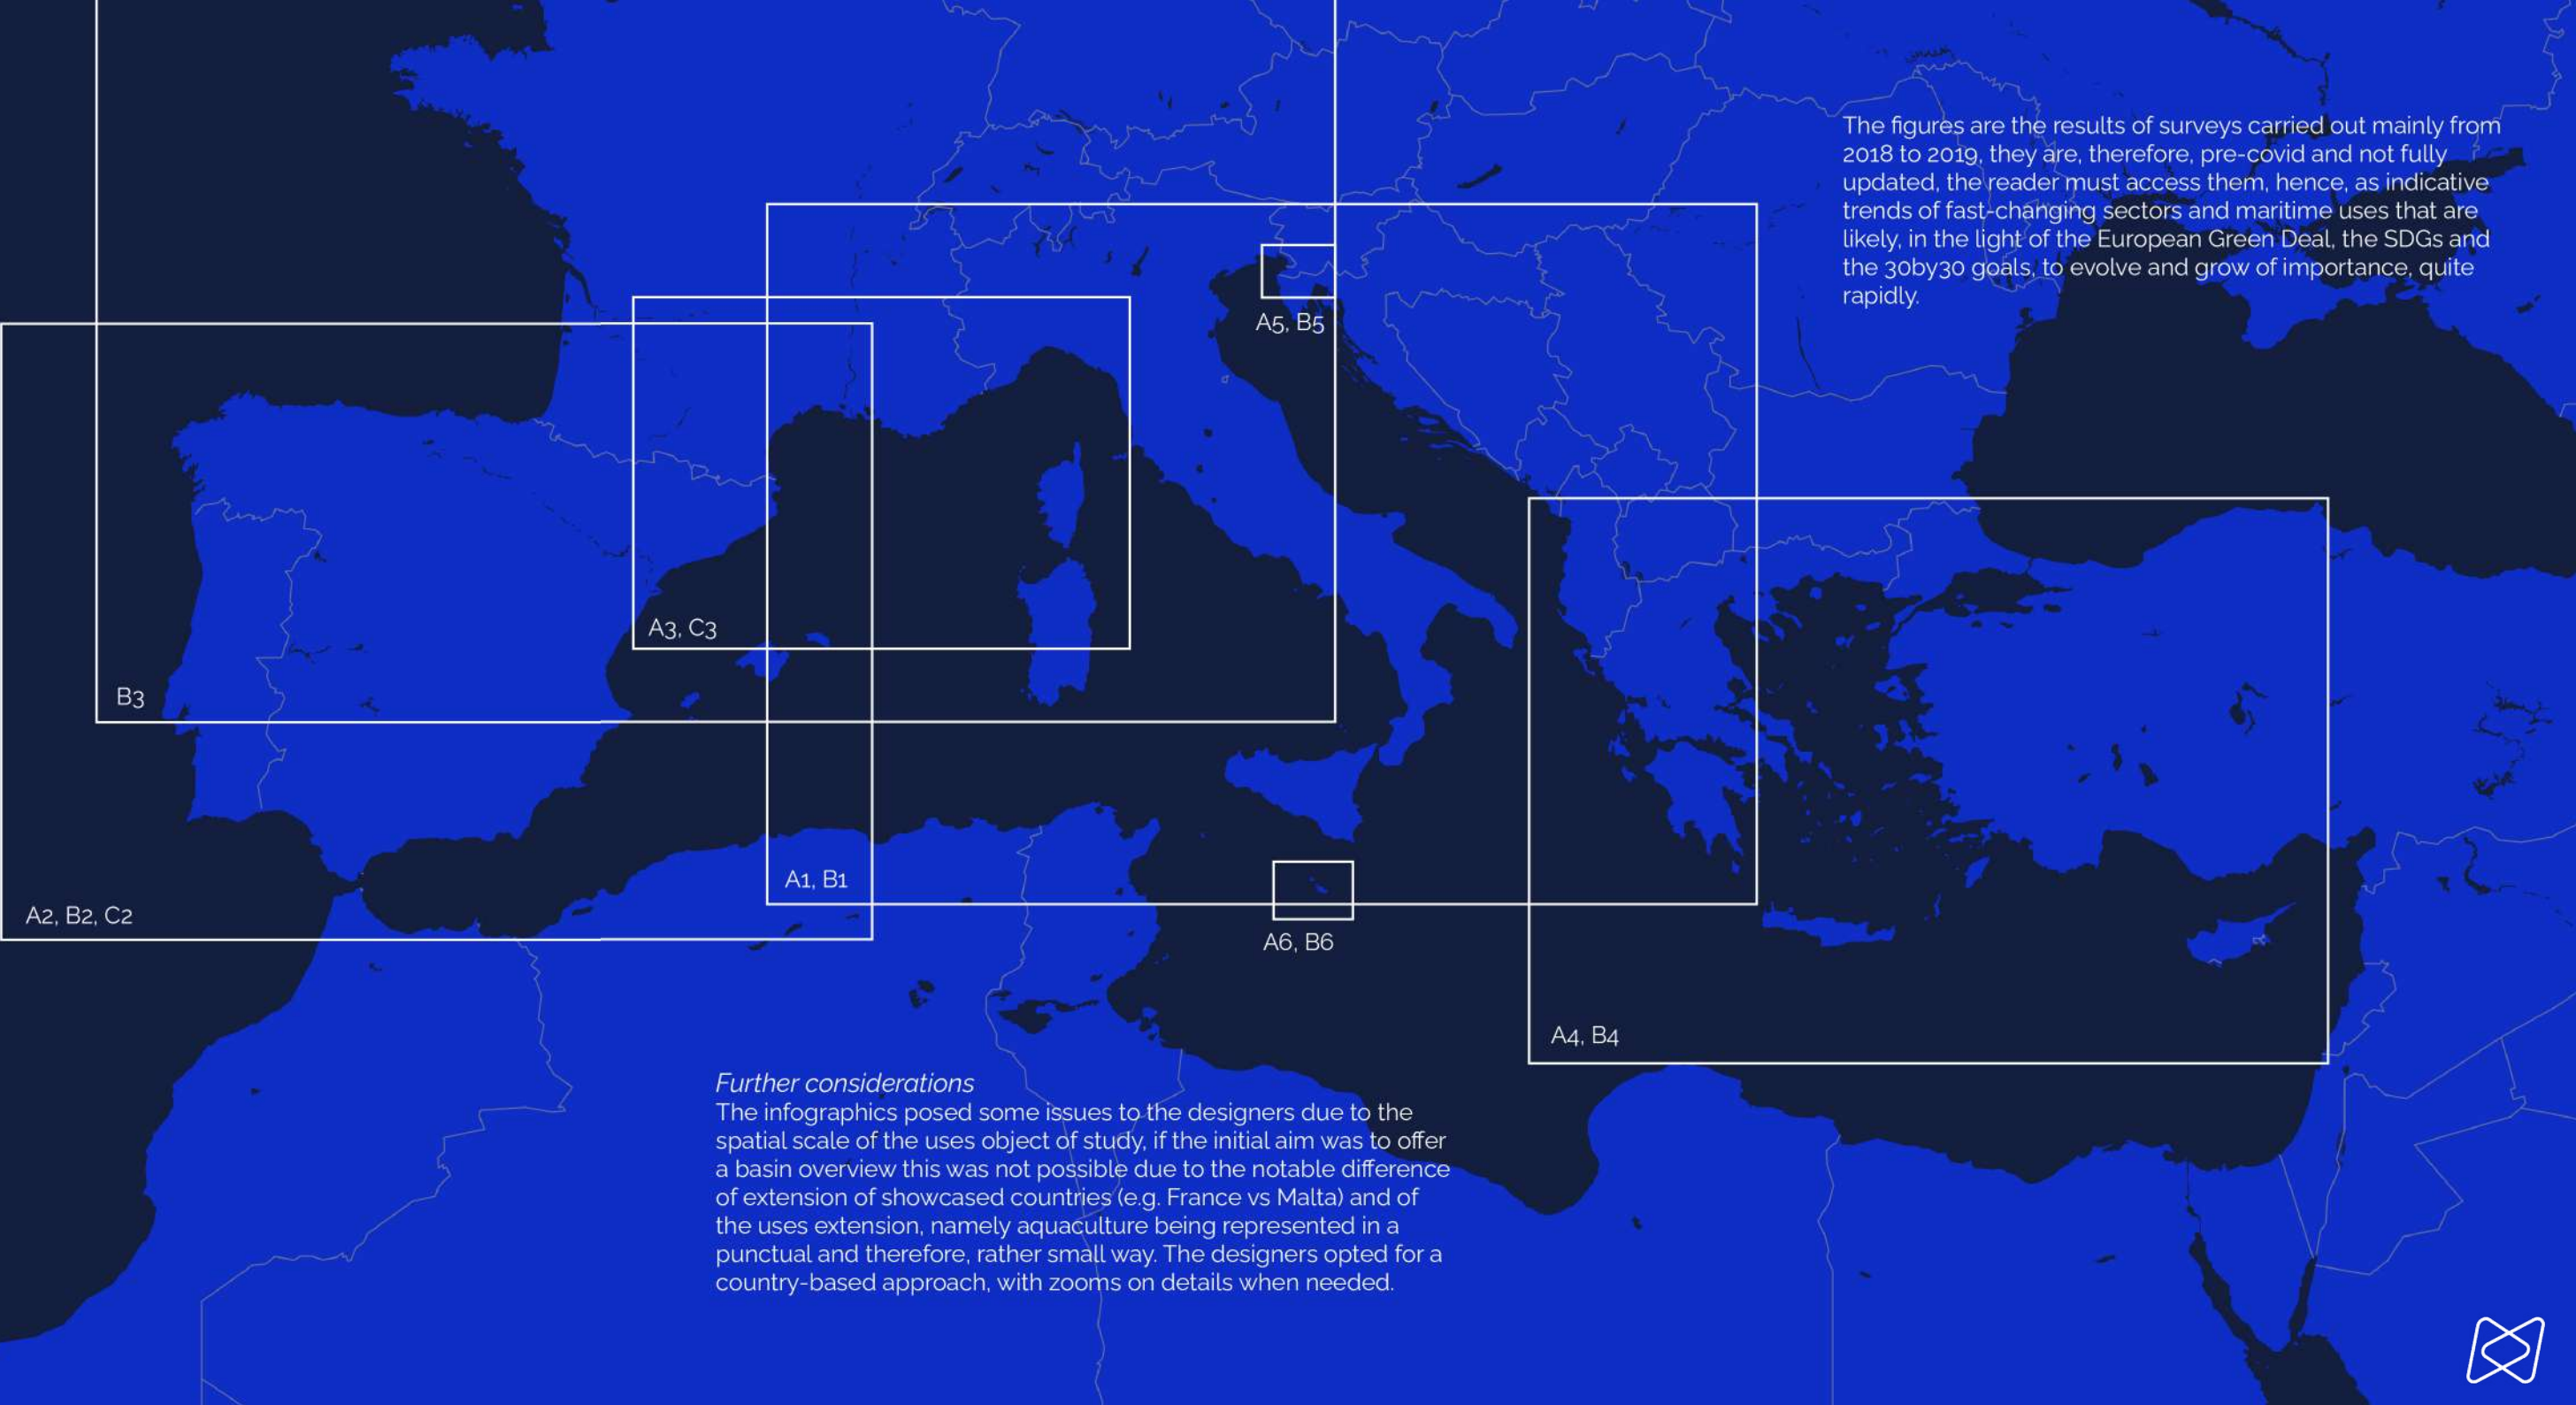 The figures are the results of surveys carried out mainly from
2018 to 2019, they are, therefore, pre-covid and not fully
updated, the reader must access them, hence, as indicative
trends of fast-changing sectors and maritime uses that are
likely, in the light of the European Green Deal, the SDGs and
the 30by30 goals, to evolve and grow of importance, quite
rapidly.
A5, B5
A3, C3
B3
A1, B1
A2, B2, C2
A6, B6
A4, B4
Further considerations
The infographics posed some issues to the designers due to the
spatial scale of the uses object of study, if the initial aim was to offer
a basin overview this was not possible due to the notable difference
of extension of showcased countries (e.g. France vs Malta) and of
the uses extension, namely aquaculture being represented in a
punctual and therefore, rather small way. The designers opted for a
country-based approach, with zooms on details when needed.